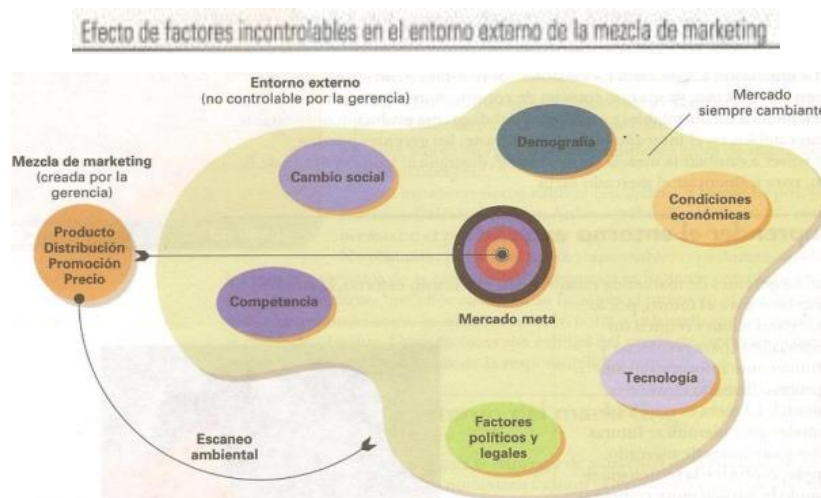 Efecto de factores incontrolables en el entorno externo de la mezcla de marketing
Entorno externo
(no controlable por la gerencia)
Mercado
siempre cambiante
Demografía
Mezcla de marketing
(creada por la
gerencia)
Cambio social
Condiciones
económicas
Producto
Distribución
Promoción
Precio
Competencia
Mercado meta
Tecnología
Factores
políticos y
legales
Escaneo
ambiental